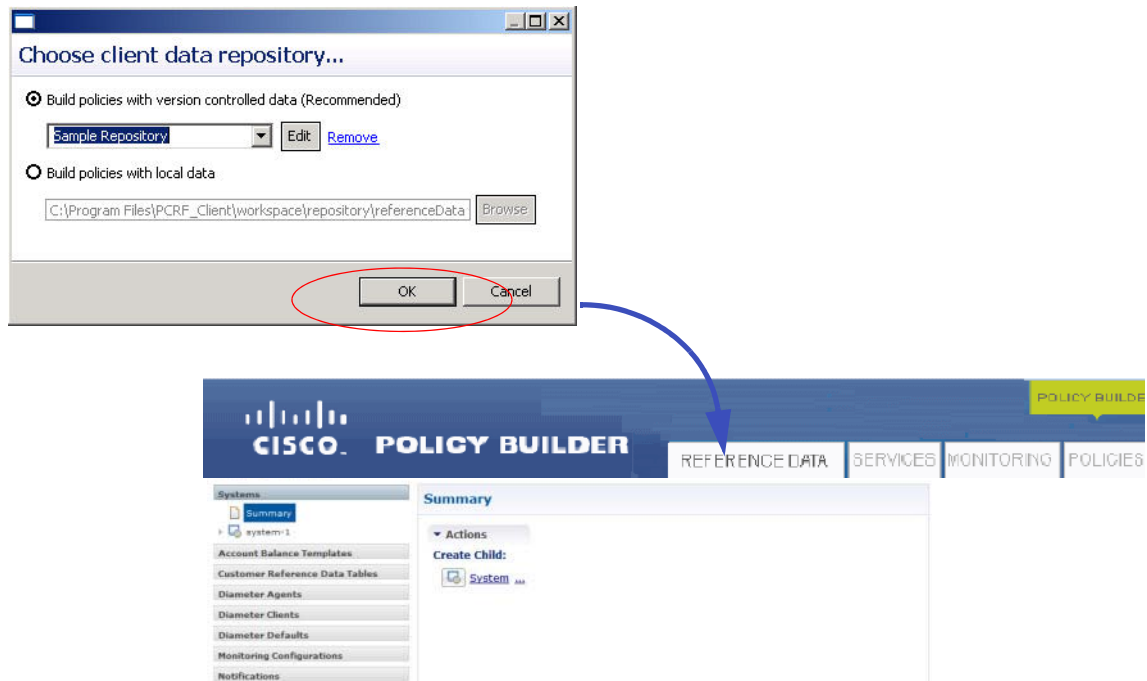 Choose client data repository...
Build policies with version controlled data (Recommended)
Sample Repository
Edit
Remove
Build policies with local data
C:\Program Files\PCRF_Client\workspace\repository\referenceData
Browse
OK
Cancel
POLICY BUILDE
CISCO. POLICY BUILDER
REFERENCE DATA
SERVICES
MONITORING
POLICIES
Systems
Summary
system-1
Account Balance Templates
Customer Reference Data Tables
Diameter Agents
Diameter Clients
Diameter Defaults
Monitoring Configurations
Notifications
Summary
Actions
Create Child:
System ...